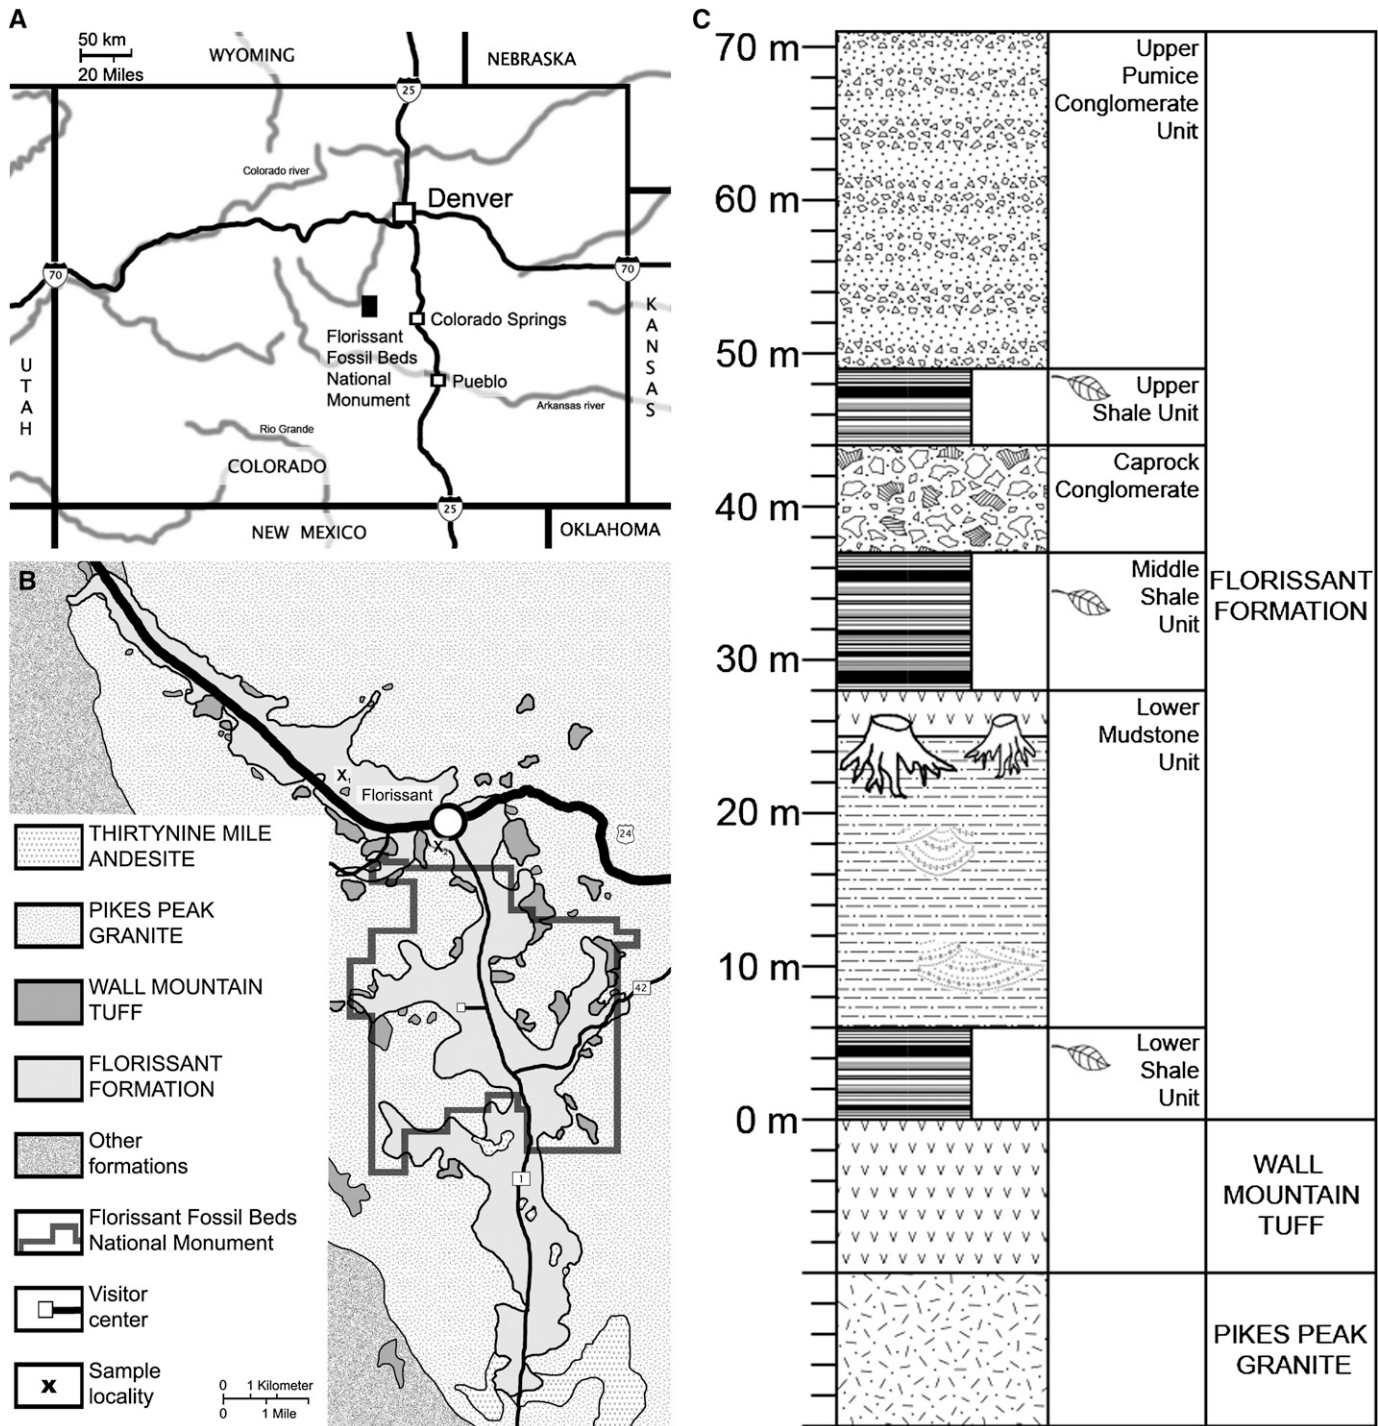 A
50 km
20 Miles
WYOMING
NEBRASKA
25
Colorado river
Denver
70
70
Colorado Springs
Florissant
Fossil Beds
National
Monument
Pueblo
Arkansas river
Rio Grande
COLORADO
UTAH
KANSAS
25
NEW MEXICO
OKLAHOMA
B
X1
Florissant
X2
24
42
1
THIRTYNINE MILE
ANDESITE
PIKES PEAK
GRANITE
WALL MOUNTAIN
TUFF
FLORISSANT
FORMATION
Other
formations
Florissant Fossil Beds
National Monument
Visitor
center
x
Sample
locality
0 1 Kilometer
0 1 Mile
C
70 m
60 m
50 m
40 m
30 m
20 m
10 m
0 m
Upper
Pumice
Conglomerate
Unit
Upper
Shale Unit
Caprock
Conglomerate
Middle
Shale
Unit
Lower
Mudstone
Unit
Lower
Shale
Unit
FLORISSANT
FORMATION
WALL
MOUNTAIN
TUFF
PIKES PEAK
GRANITE